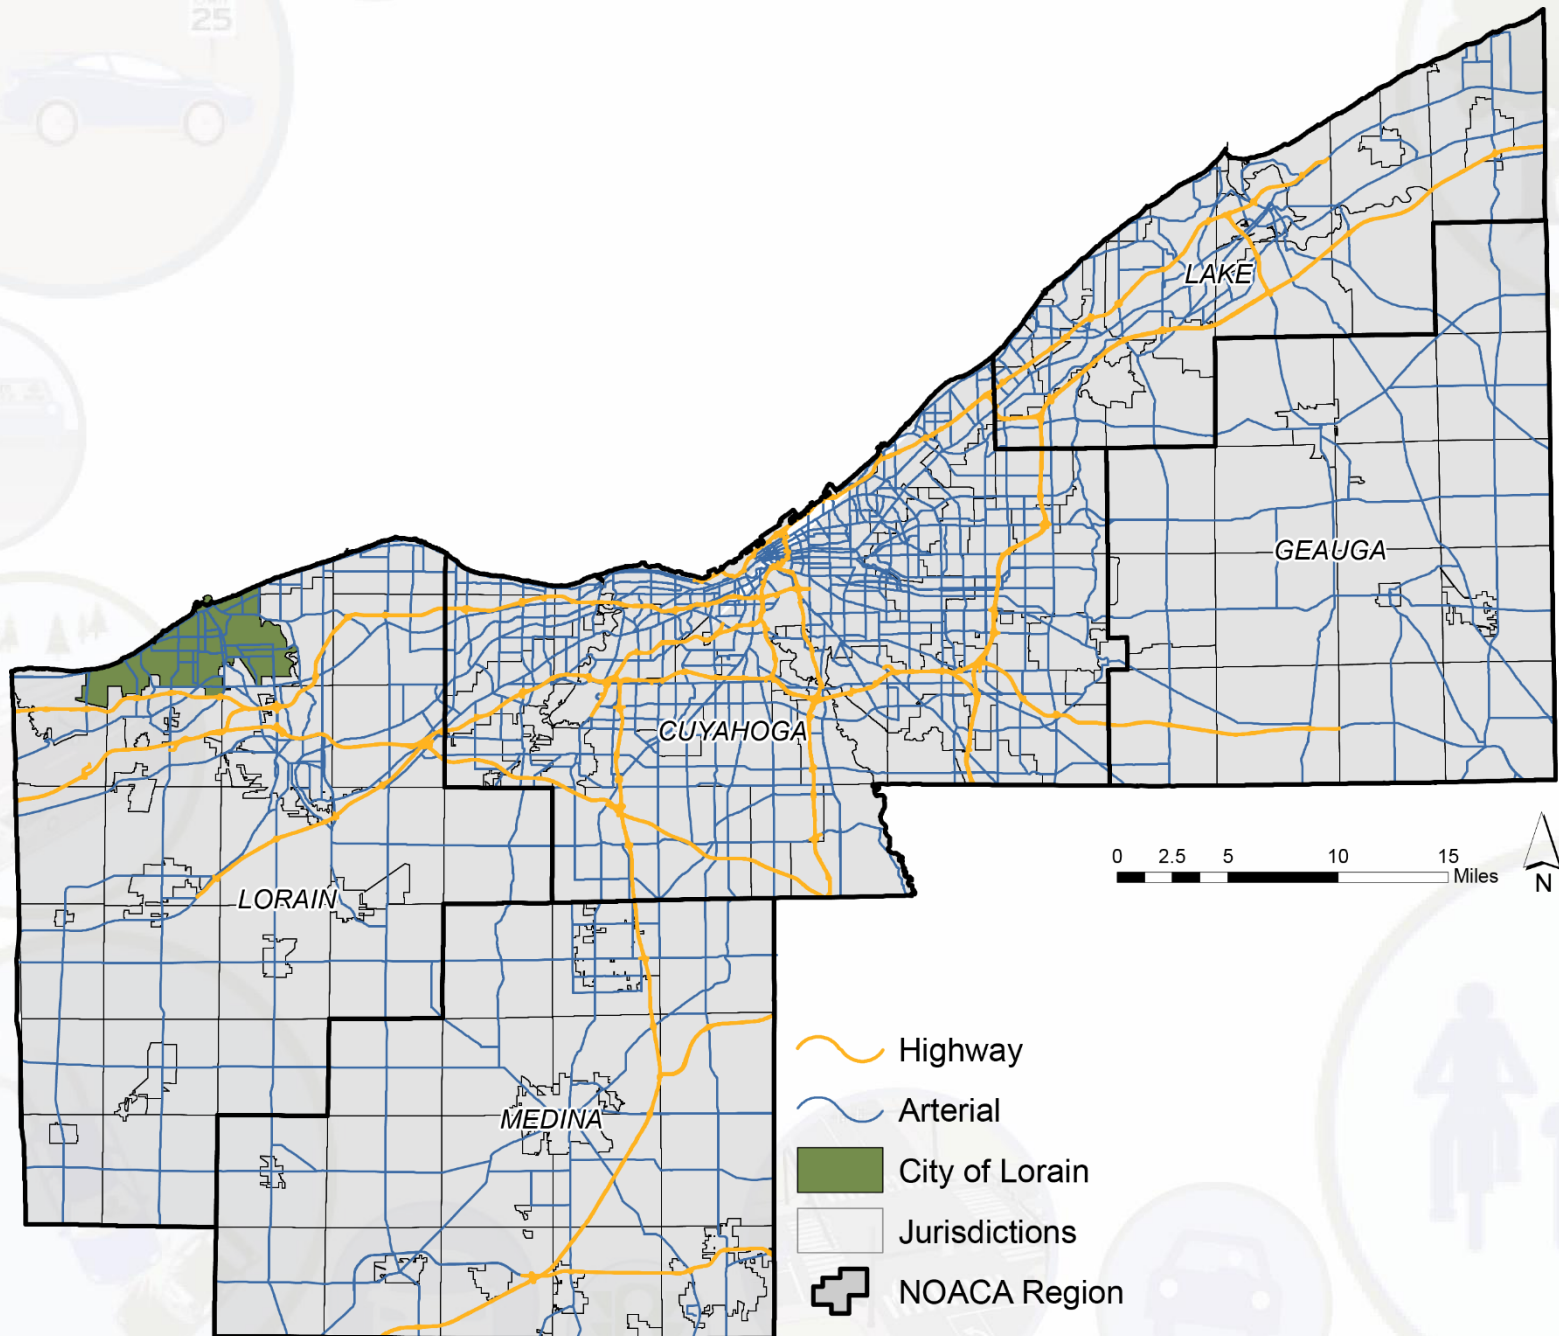 25
LAKE
GEAUGA
CUYAHOGA
LORAIN
MEDINA
0 2.5 5 10 15
Miles
N
Highway
Arterial
City of Lorain
Jurisdictions
NOACA Region